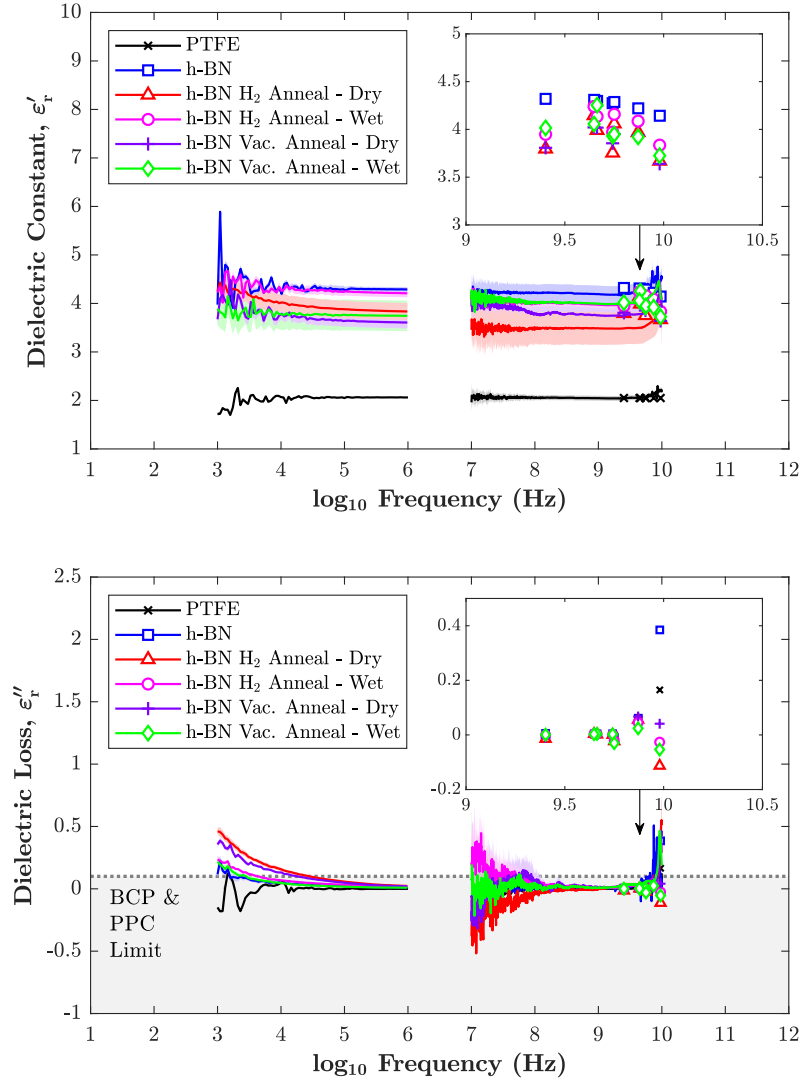 10
9
8
7
6
5
4
3
2
1
Dielectric Constant, ε′r
PTFE
h-BN
h-BN H₂ Anneal - Dry
h-BN H₂ Anneal - Wet
h-BN Vac. Anneal - Dry
h-BN Vac. Anneal - Wet
5
4.5
4
3.5
3
9 9.5 10 10.5
1 2 3 4 5 6 7 8 9 10 11 12
log₁₀ Frequency (Hz)
2.5
2
1.5
1
0.5
0
-0.5
-1
Dielectric Loss, ε″r
PTFE
h-BN
h-BN H₂ Anneal - Dry
h-BN H₂ Anneal - Wet
h-BN Vac. Anneal - Dry
h-BN Vac. Anneal - Wet
0.4
0.2
0
-0.2
9 9.5 10 10.5
BCP &
PPC
Limit
1 2 3 4 5 6 7 8 9 10 11 12
log₁₀ Frequency (Hz)